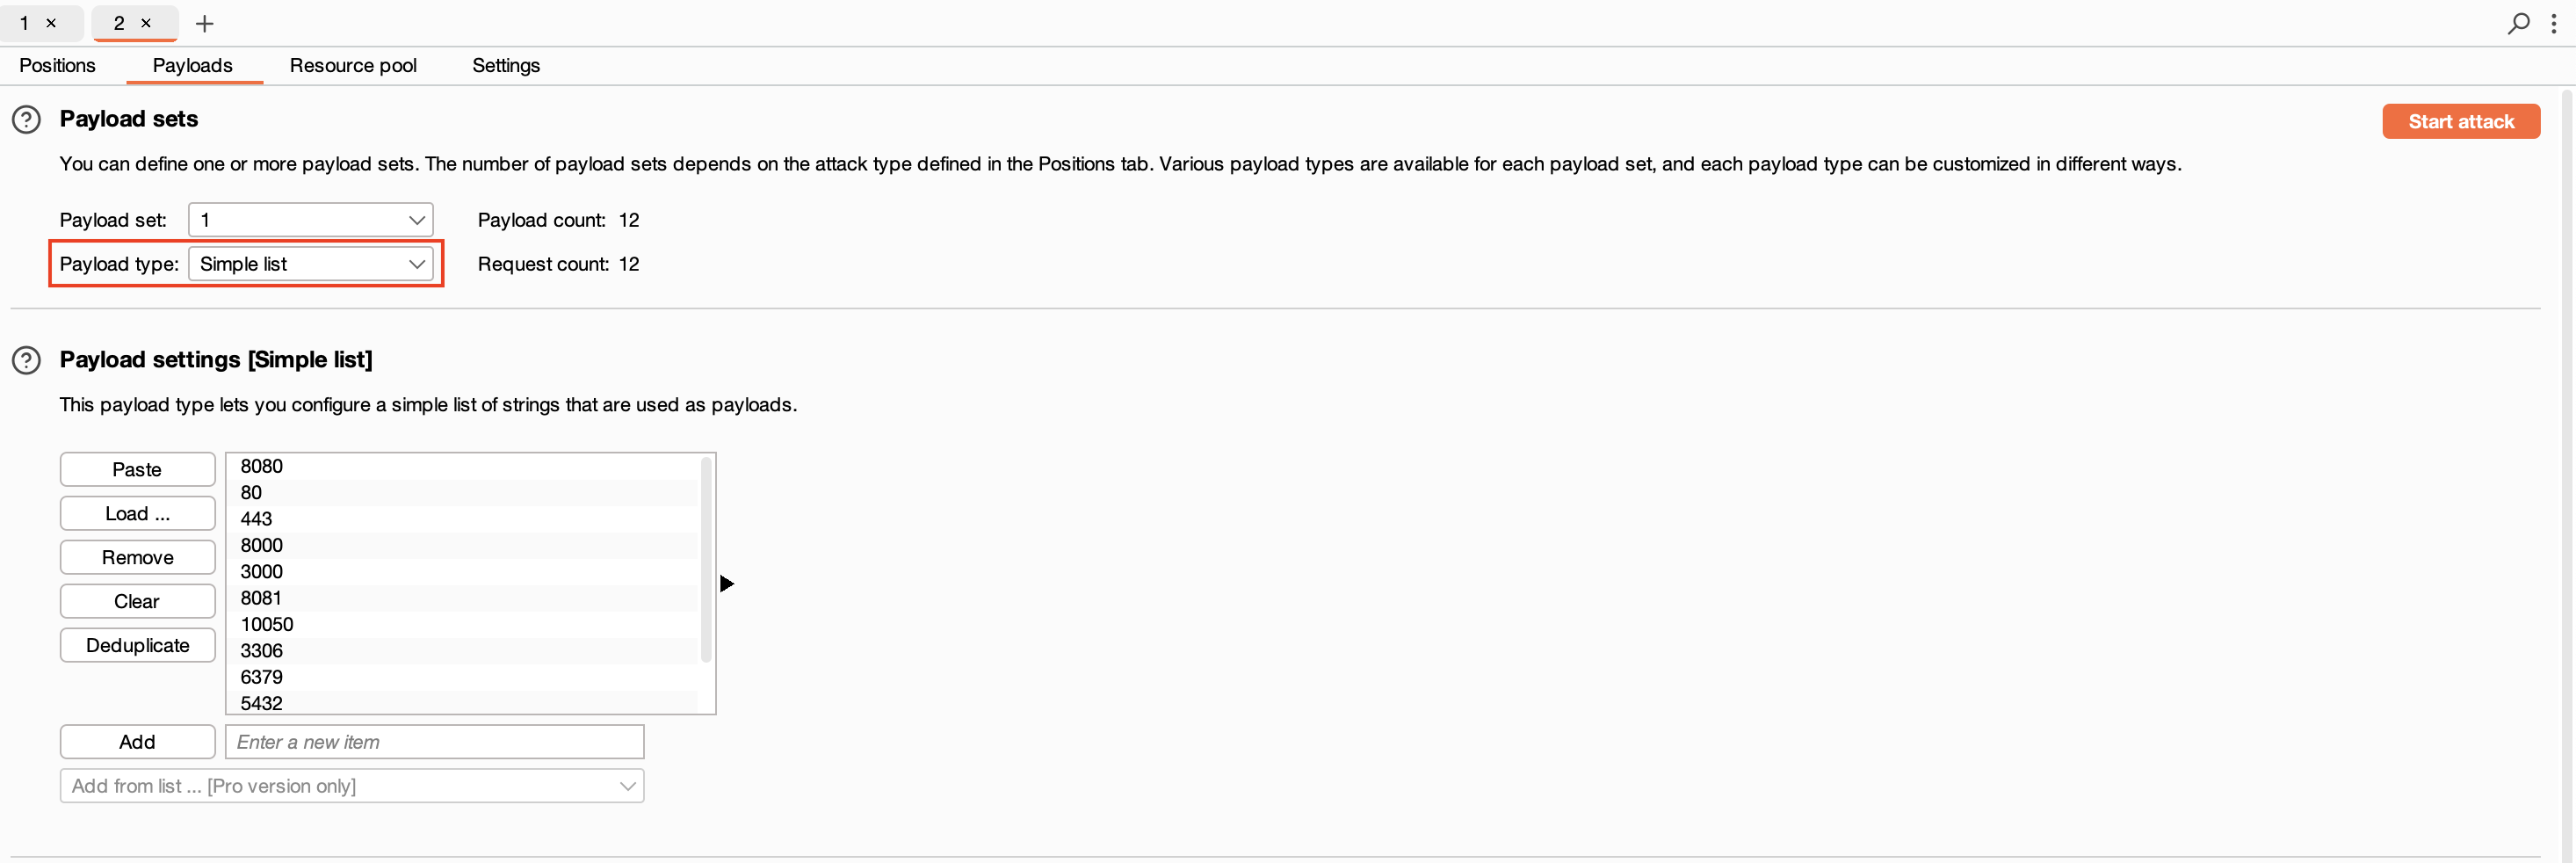 1 × 2 × +
Positions Payloads Resource pool Settings
? Payload sets Start attack
You can define one or more payload sets. The number of payload sets depends on the attack type defined in the Positions tab. Various payload types are available for each payload set, and each payload type can be customized in different ways.
Payload set: 1 Payload count: 12
Payload type: Simple list Request count: 12
? Payload settings [Simple list]
This payload type lets you configure a simple list of strings that are used as payloads.
Paste
Load ...
Remove
Clear
Deduplicate
8080
80
443
8000
3000
8081
10050
3306
6379
5432
Add Enter a new item
Add from list ... [Pro version only]